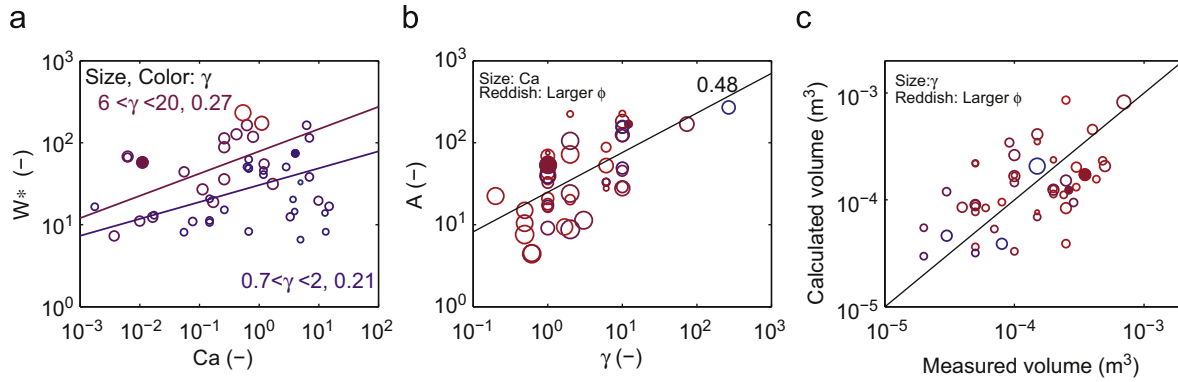 a
10³
10²
10¹
10⁰
W* (−)
Size, Color: γ
6 <γ <20, 0.27
0.7<γ<2, 0.21
10⁻³
10⁻²
10⁻¹
10⁰
10¹
10²
Ca (−)
b
10³
10²
10¹
10⁰
A (−)
Size: Ca
Reddish: Larger ϕ
0.48
10⁻¹
10⁰
10¹
10²
10³
γ (−)
c
10⁻³
10⁻⁴
10⁻⁵
Calculated volume (m³)
Size:γ
Reddish: Larger ϕ
10⁻⁵
10⁻⁴
10⁻³
Measured volume (m³)